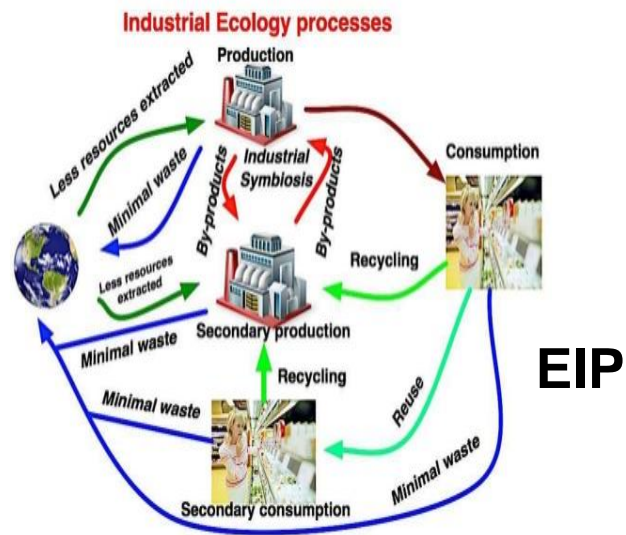 Industrial Ecology processes
Production
Less resources extracted
Minimal waste
Industrial
Symbiosis
By-products
By-products
Consumption
Less resources
extracted
Recycling
Secondary production
Minimal waste
Recycling
EIP
Minimal waste
Reuse
Minimal waste
Secondary consumption